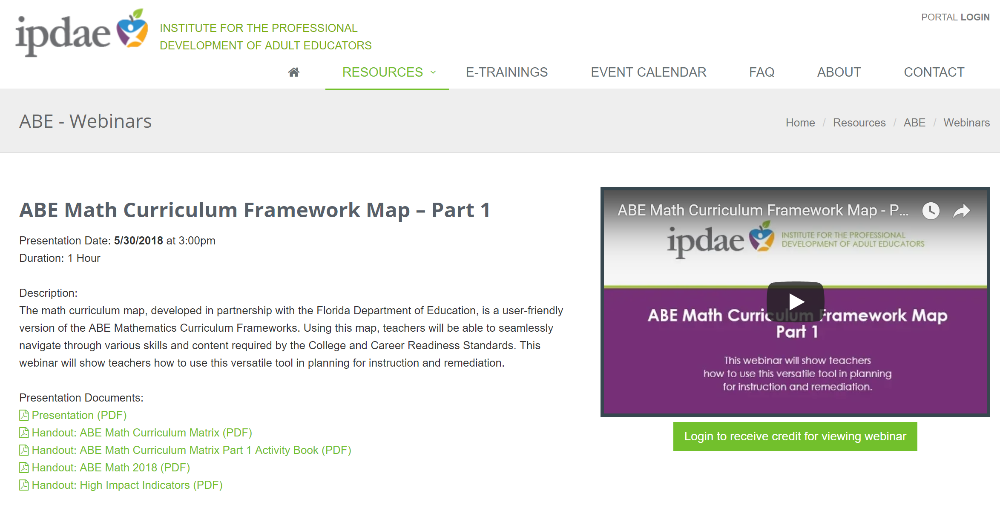 ipdae
INSTITUTE FOR THE PROFESSIONAL
DEVELOPMENT OF ADULT EDUCATORS
PORTAL LOGIN
RESOURCES
E-TRAININGS
EVENT CALENDAR
FAQ
ABOUT
CONTACT
ABE - Webinars
Home / Resources / ABE / Webinars
ABE Math Curriculum Framework Map – Part 1
Presentation Date: 5/30/2018 at 3:00pm
Duration: 1 Hour
Description:
The math curriculum map, developed in partnership with the Florida Department of Education, is a user-friendly
version of the ABE Mathematics Curriculum Frameworks. Using this map, teachers will be able to seamlessly
navigate through various skills and content required by the College and Career Readiness Standards. This
webinar will show teachers how to use this versatile tool in planning for instruction and remediation.
Presentation Documents:
Presentation (PDF)
Handout: ABE Math Curriculum Matrix (PDF)
Handout: ABE Math Curriculum Matrix Part 1 Activity Book (PDF)
Handout: ABE Math 2018 (PDF)
Handout: High Impact Indicators (PDF)
ABE Math Curriculum Framework Map - P...
ipdae
INSTITUTE FOR THE PROFESSIONAL
DEVELOPMENT OF ADULT EDUCATORS
ABE Math Curriculum Framework Map
Part 1
This webinar will show teachers
how to use this versatile tool in planning
for instruction and remediation.
Login to receive credit for viewing webinar